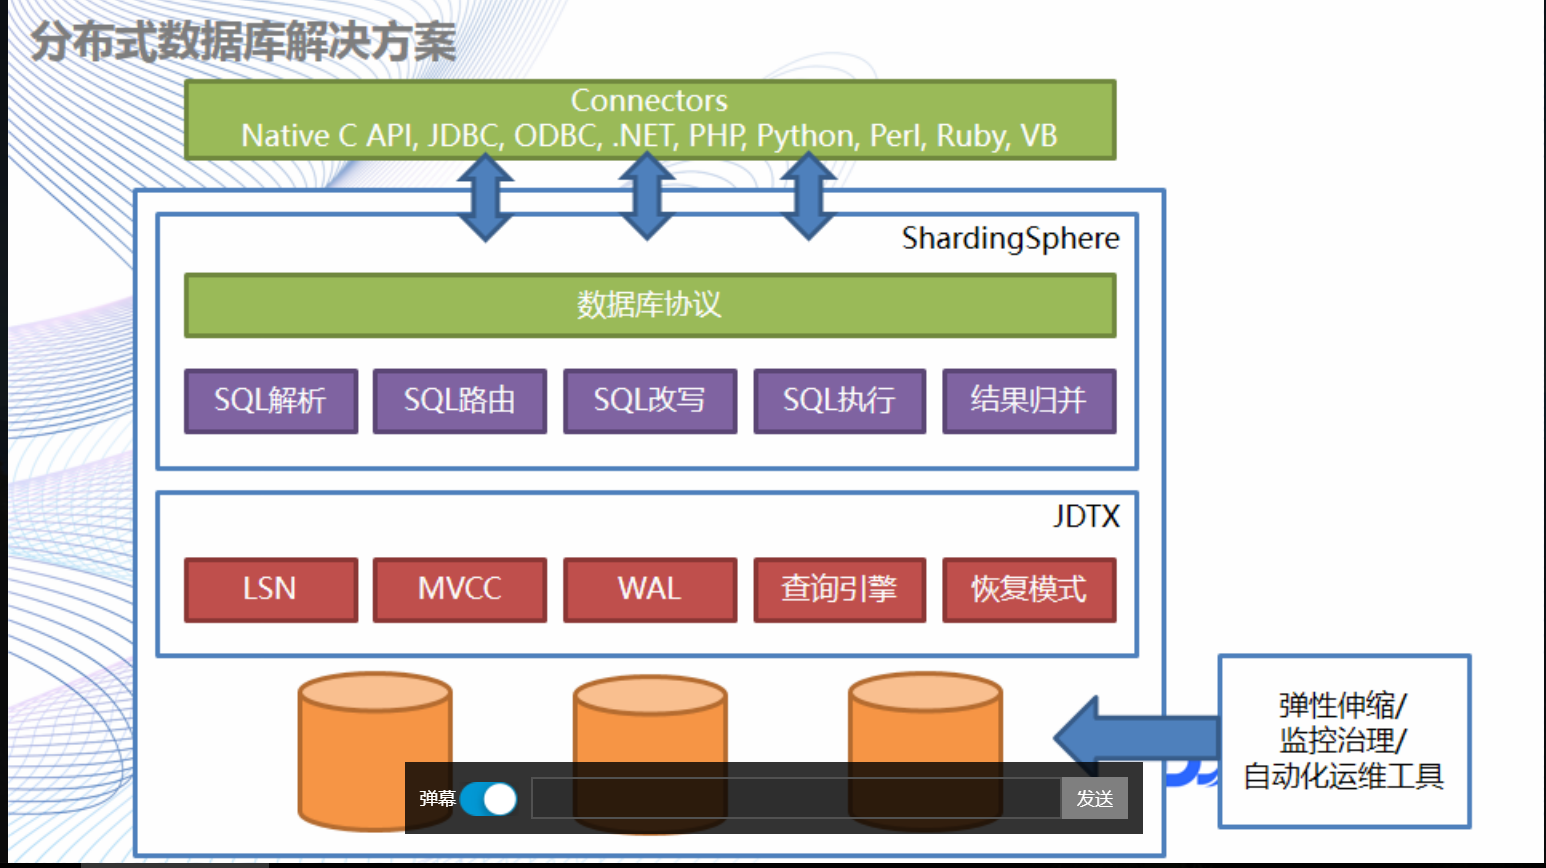 分布式数据库解决方案
Connectors
Native C API, JDBC, ODBC, .NET, PHP, Python, Perl, Ruby, VB
ShardingSphere
数据库协议
SQL解析
SQL路由
SQL改写
SQL执行
结果归并
JDTX
LSN
MVCC
WAL
查询引擎
恢复模式
弹性伸缩/
监控治理/
自动化运维工具
弹幕
发送